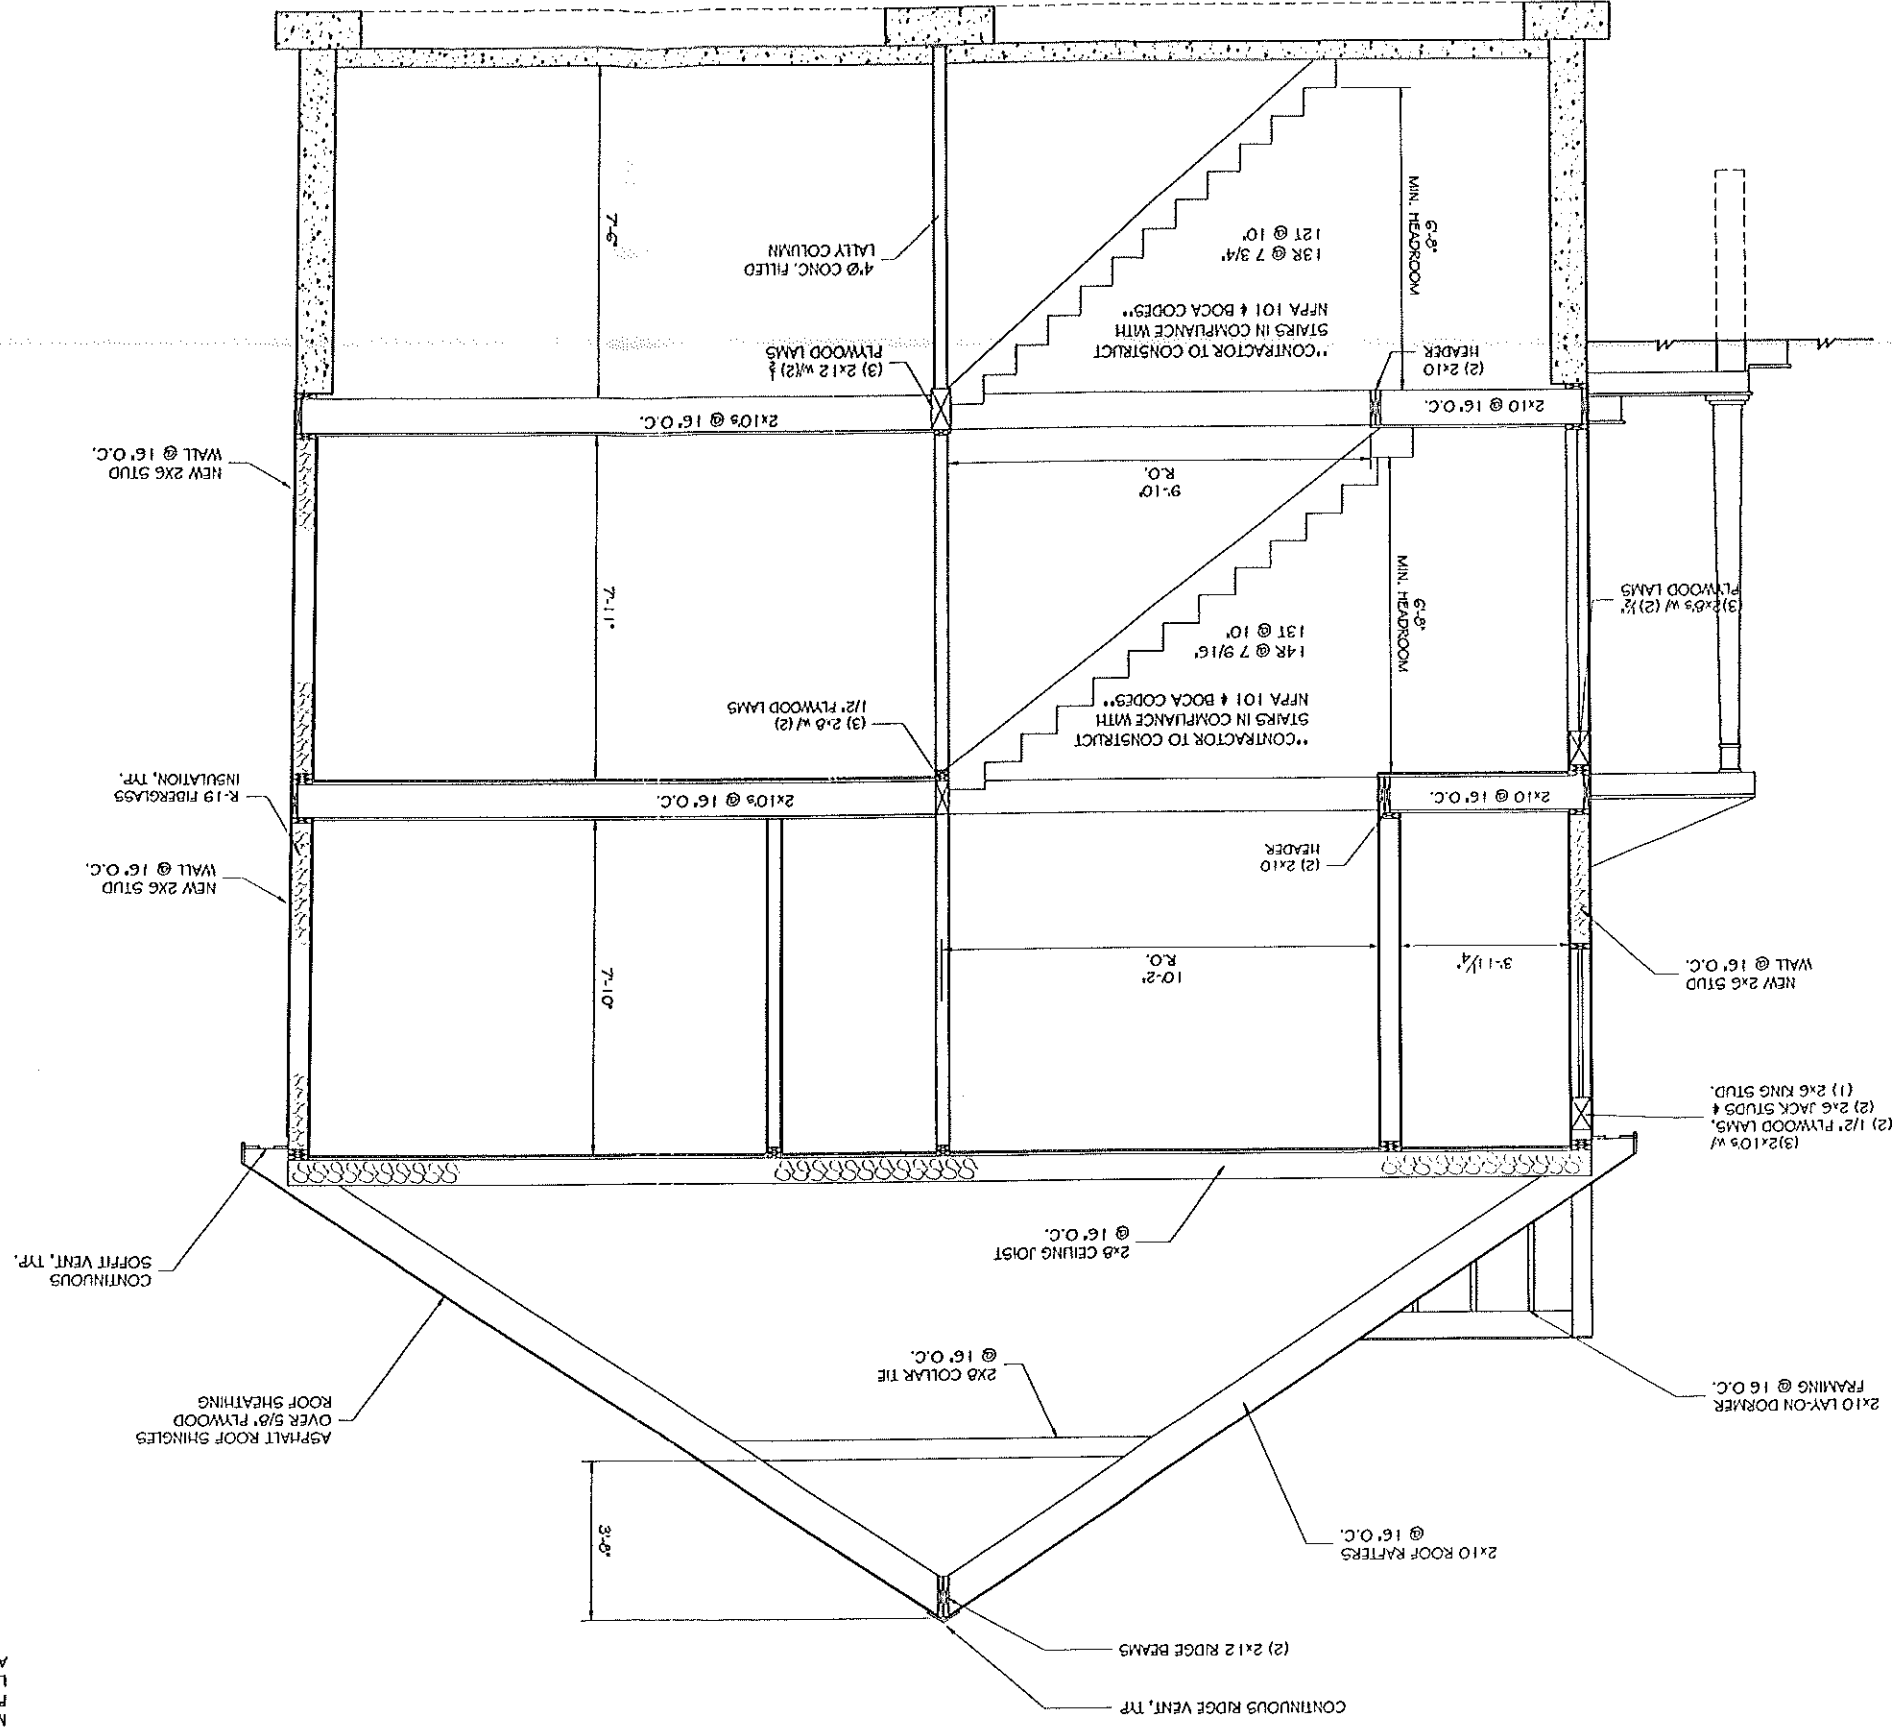 CONTINUOUS RIDGE VENT, TYP
(2) 2x12 RIDGE BEAMS
2x10 ROOF RAFTERS
@ 16" O.C.
3'-8"
ASPHALT ROOF SHINGLES
OVER 5/8" PLYWOOD
ROOF SHEATHING
2X8 COLLAR TIE
@ 16" O.C.
2x10 LAY-ON DORMER
FRAMING @ 16 O.C.
CONTINUOUS
SOFFIT VENT, TYP.
2x8 CEILING JOIST
@ 16" O.C.
(3)2x10's w/
(2) 1/2" PLYWOOD LAMS,
(2) 2x6 JACK STUDS &
(1) 2x6 KING STUD.
NEW 2x6 STUD
WALL @ 16" O.C.
3'-11 1/4"
10'-2"
R.O.
7'-10"
NEW 2X6 STUD
WALL @ 16" O.C.
(2) 2x10
HEADER
R-19 FIBERGLASS
INSULATION, TYP.
2x10 @ 16" O.C.
2x10's @ 16" O.C.
**CONTRACTOR TO CONSTRUCT
STAIRS IN COMPLIANCE WITH
NFPA 101 & BOCA CODES**
14R @ 7 9/16"
13T @ 10"
(3) 2x8 w/ (2)
1/2" PLYWOOD LAMS
6'-8"
MIN. HEADROOM
(3)2x8's w/ (2) 1/2"
PLYWOOD LAMS
7'-11"
9'-10"
R.O.
NEW 2X6 STUD
WALL @ 16" O.C.
2x10 @ 16" O.C.
2x10's @ 16" O.C.
(2) 2x10
HEADER
(3) 2x12 w/(2) 1/2
PLYWOOD LAMS
**CONTRACTOR TO CONSTRUCT
STAIRS IN COMPLIANCE WITH
NFPA 101 & BOCA CODES**
13R @ 7 3/4"
12T @ 10"
6'-8"
MIN. HEADROOM
4"Ø CONC. FILLED
LALLY COLUMN
7'-6"